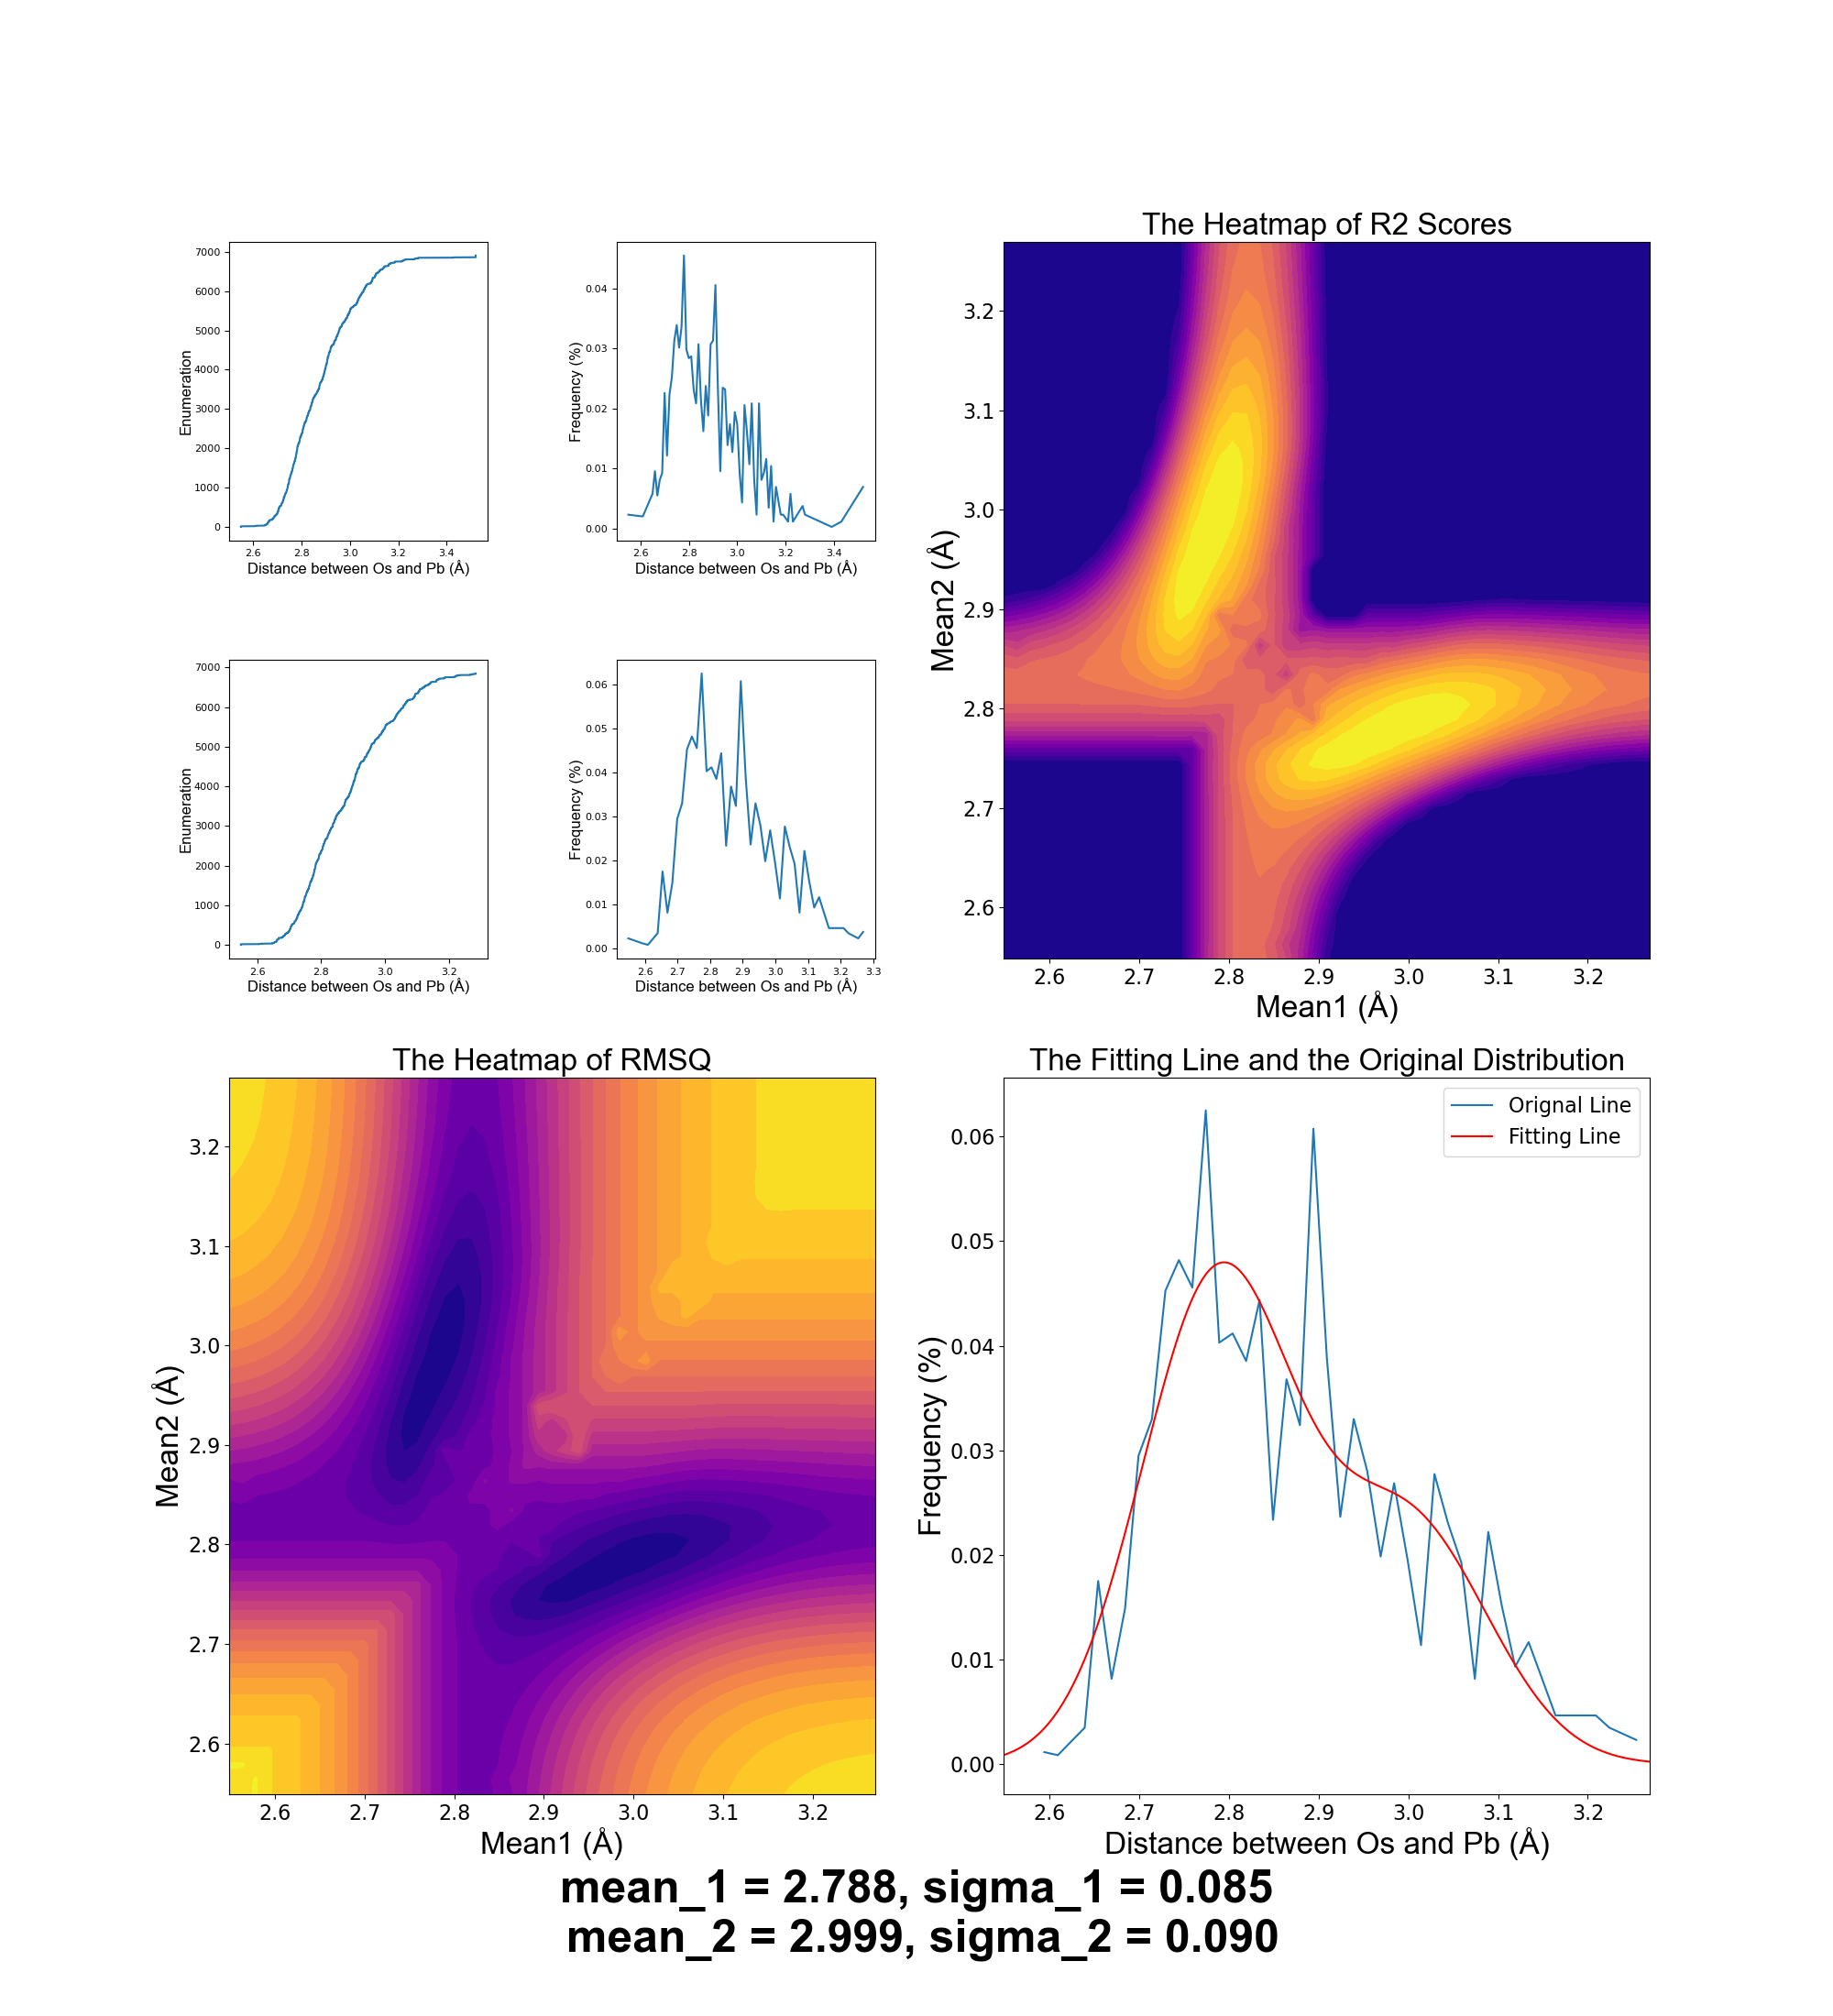 The Heatmap of R2 Scores
7000
6000
5000
4000
3000
2000
1000
0
Enumeration
2.6 2.8 3.0 3.2 3.4
Distance between Os and Pb (Å)
0.04
0.03
0.02
0.01
0.00
Frequency (%)
2.6 2.8 3.0 3.2 3.4
Distance between Os and Pb (Å)
3.2
3.1
3.0
2.9
2.8
2.7
2.6
Mean2 (Å)
2.6 2.7 2.8 2.9 3.0 3.1 3.2
Mean1 (Å)
7000
6000
5000
4000
3000
2000
1000
0
Enumeration
2.6 2.8 3.0 3.2
Distance between Os and Pb (Å)
0.06
0.05
0.04
0.03
0.02
0.01
0.00
Frequency (%)
2.6 2.7 2.8 2.9 3.0 3.1 3.2 3.3
Distance between Os and Pb (Å)
The Heatmap of RMSQ
3.2
3.1
3.0
2.9
2.8
2.7
2.6
Mean2 (Å)
2.6 2.7 2.8 2.9 3.0 3.1 3.2
Mean1 (Å)
The Fitting Line and the Original Distribution
Orignal Line
Fitting Line
0.06
0.05
0.04
0.03
0.02
0.01
0.00
Frequency (%)
2.6 2.7 2.8 2.9 3.0 3.1 3.2
Distance between Os and Pb (Å)
mean_1 = 2.788, sigma_1 = 0.085
mean_2 = 2.999, sigma_2 = 0.090